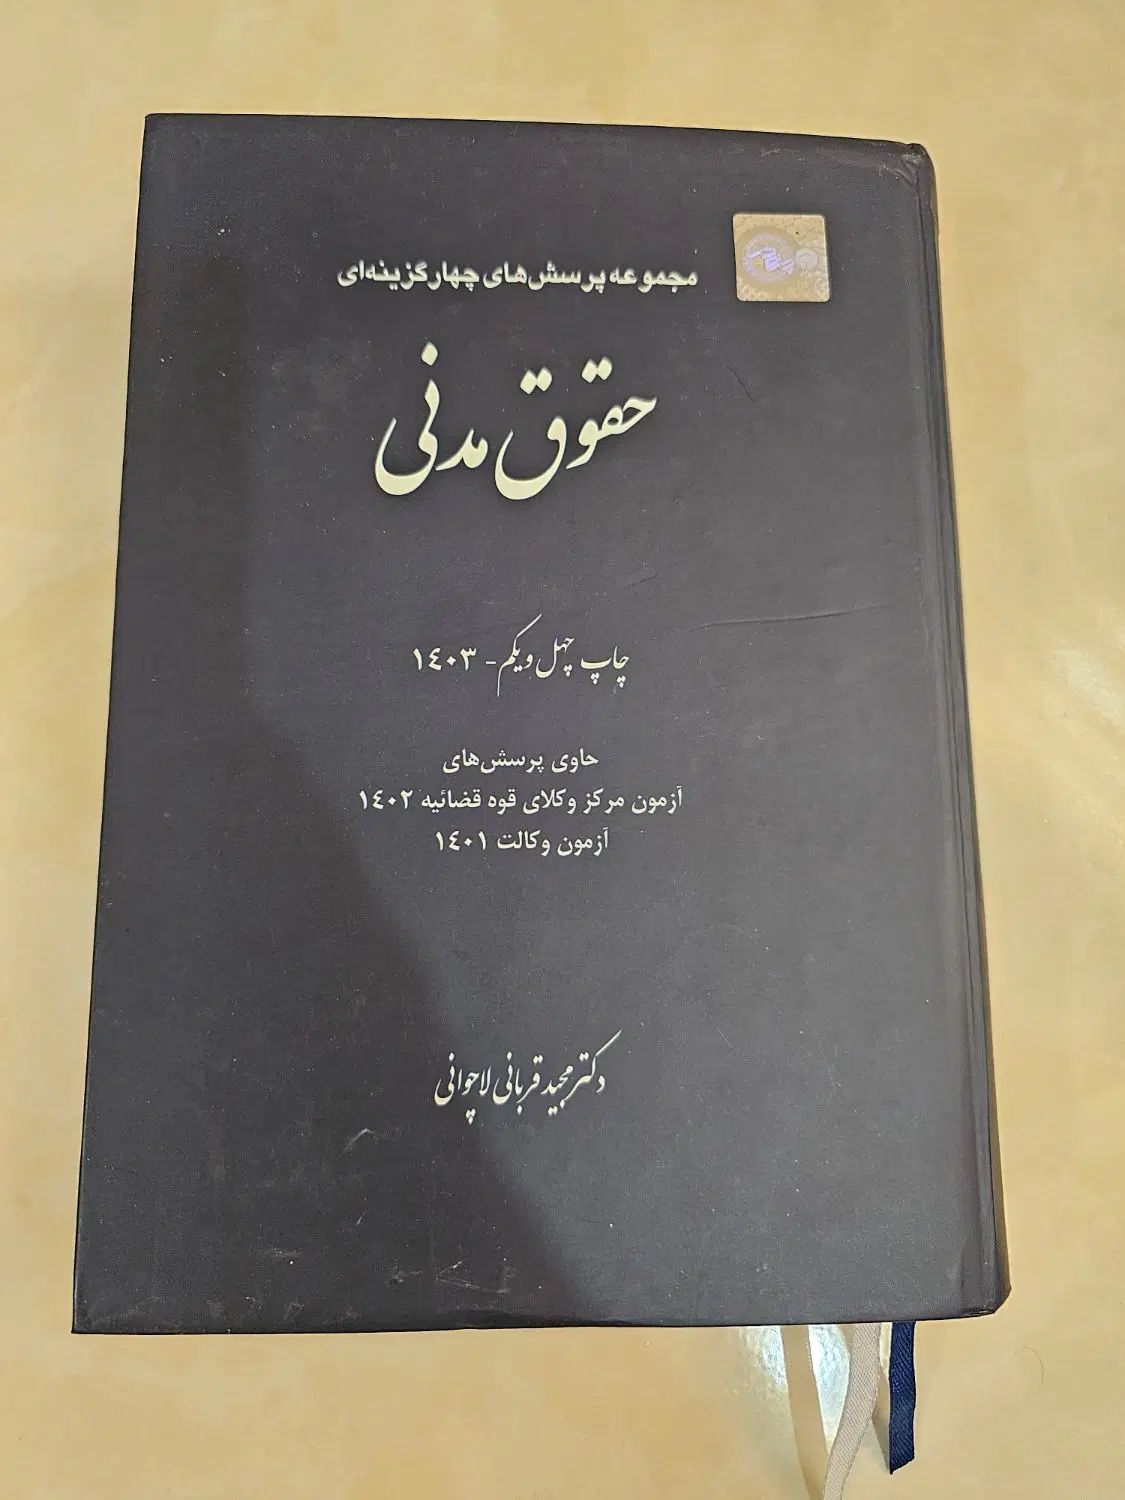 مجموعه پرسش‌های چهارگزینه‌ای
حقوق مدنی
چاپ چهل و یکم - ۱۴۰۳
حاوی پرسش‌های
آزمون مرکز وکلای قوه قضائیه ۱۴۰۲
آزمون وکالت ۱۴۰۱
دکتر مجید قربانی لاچوانی